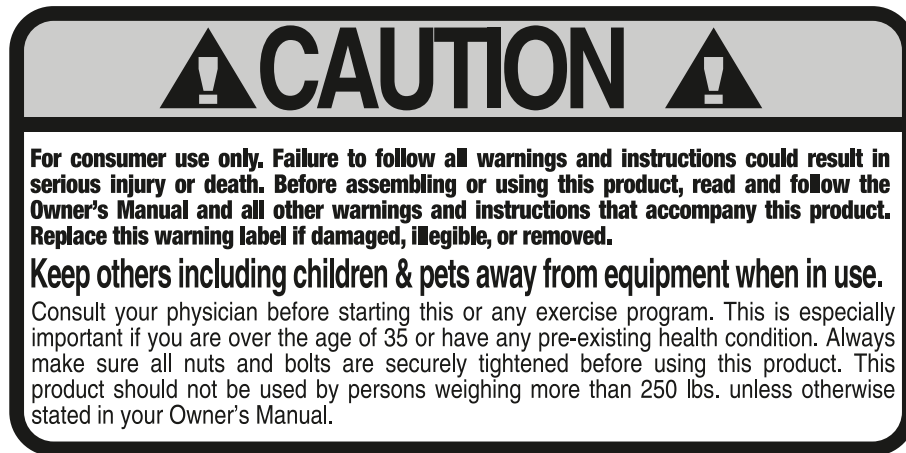 CAUTION
For consumer use only. Failure to follow all warnings and instructions could result in
serious injury or death. Before assembling or using this product, read and follow the
Owner's Manual and all other warnings and instructions that accompany this product.
Replace this warning label if damaged, illegible, or removed.
Keep others including children & pets away from equipment when in use.
Consult your physician before starting this or any exercise program. This is especially
important if you are over the age of 35 or have any pre-existing health condition. Always
make sure all nuts and bolts are securely tightened before using this product. This
product should not be used by persons weighing more than 250 lbs. unless otherwise
stated in your Owner's Manual.